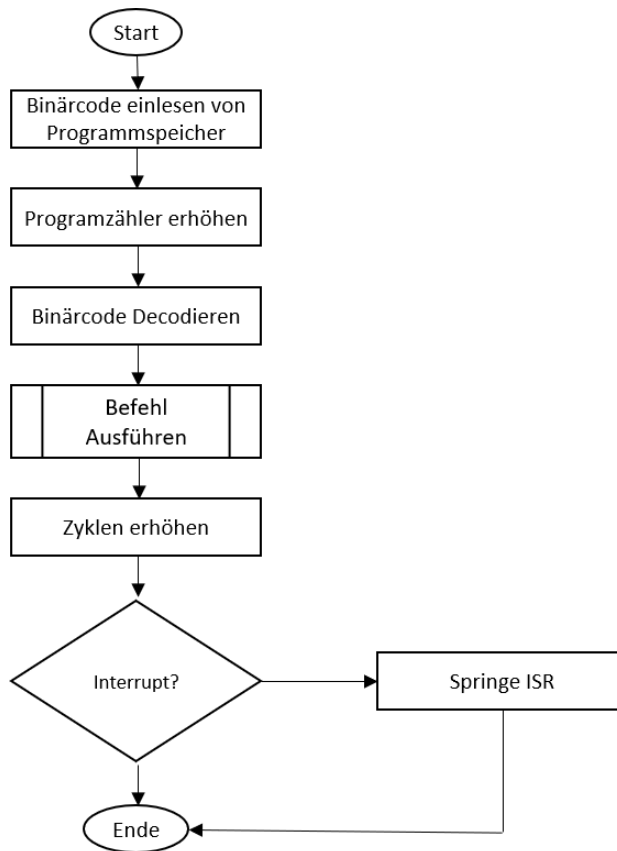 Start
Binärcode einlesen von
Programmspeicher
Programzähler erhöhen
Binärcode Decodieren
Befehl
Ausführen
Zyklen erhöhen
Interrupt?
Springe ISR
Ende